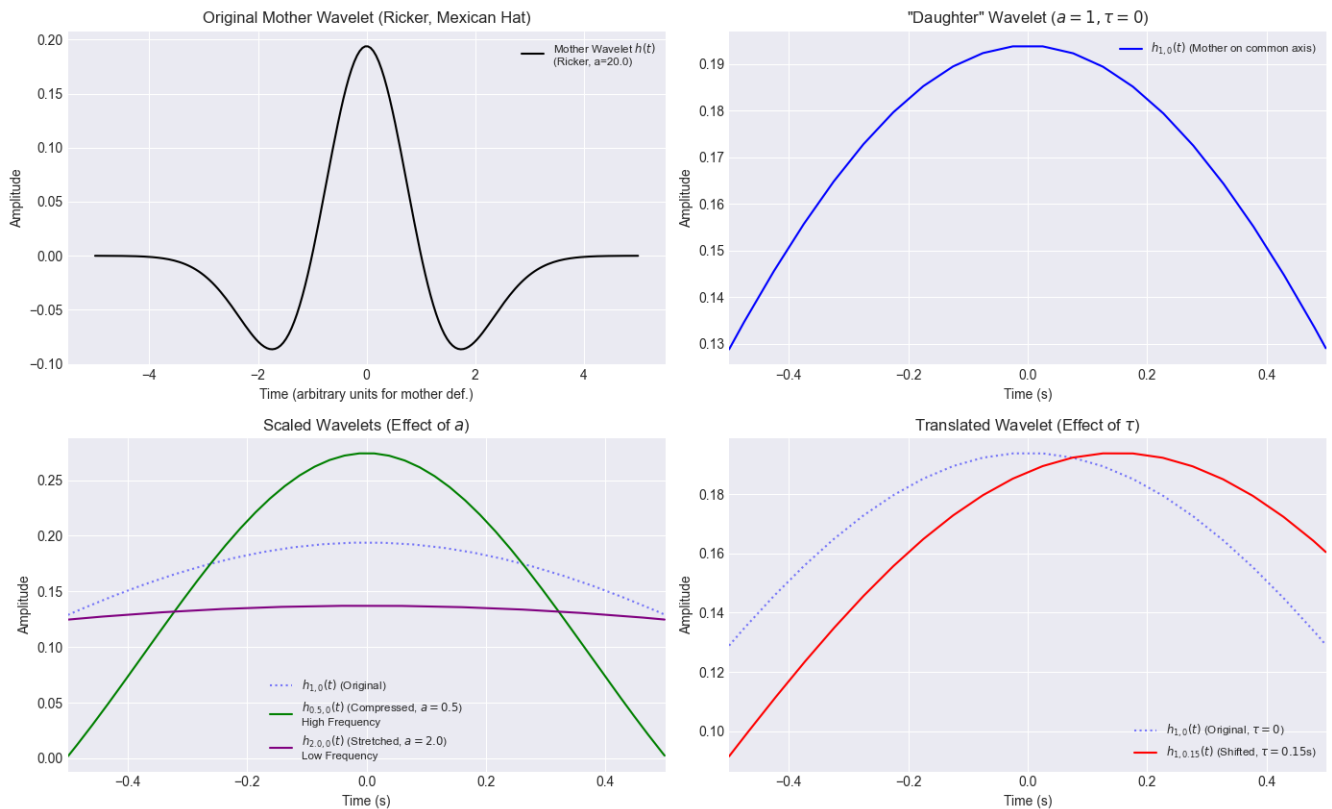 Original Mother Wavelet (Ricker, Mexican Hat)
Mother Wavelet h(t)
(Ricker, a=20.0)
0.20
0.15
0.10
0.05
0.00
−0.05
−0.10
Amplitude
−4
−2
0
2
4
Time (arbitrary units for mother def.)
"Daughter" Wavelet (a = 1, τ = 0)
h₁,₀(t) (Mother on common axis)
0.19
0.18
0.17
0.16
0.15
0.14
0.13
Amplitude
−0.4
−0.2
0.0
0.2
0.4
Time (s)
Scaled Wavelets (Effect of a)
0.25
0.20
0.15
0.10
0.05
0.00
Amplitude
h₁,₀(t) (Original)
h₀.₅,₀(t) (Compressed, a = 0.5)
High Frequency
h₂.₀,₀(t) (Stretched, a = 2.0)
Low Frequency
−0.4
−0.2
0.0
0.2
0.4
Time (s)
Translated Wavelet (Effect of τ)
0.18
0.16
0.14
0.12
0.10
Amplitude
h₁,₀(t) (Original, τ = 0)
h₁,₀.₁₅(t) (Shifted, τ = 0.15s)
−0.4
−0.2
0.0
0.2
0.4
Time (s)